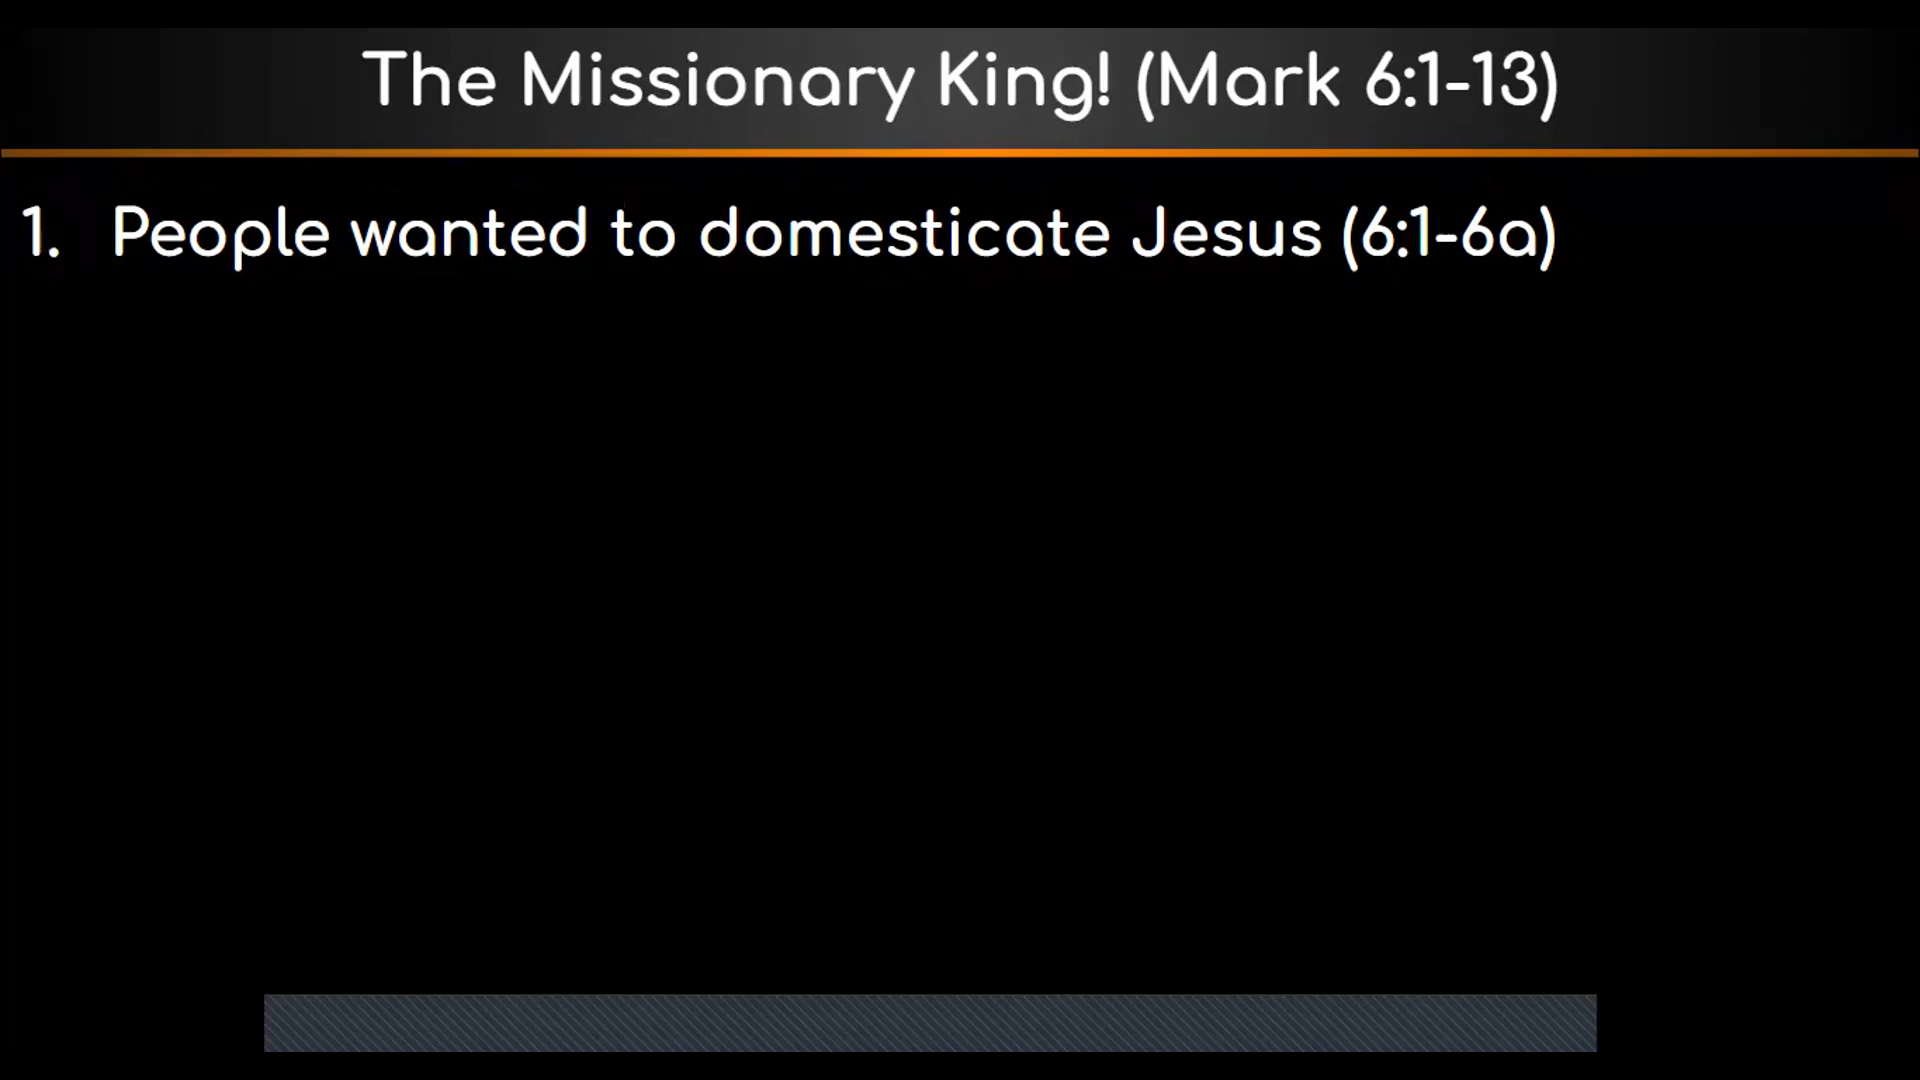 The Missionary King! (Mark 6:1-13)
1. People wanted to domesticate Jesus (6:1-6a)